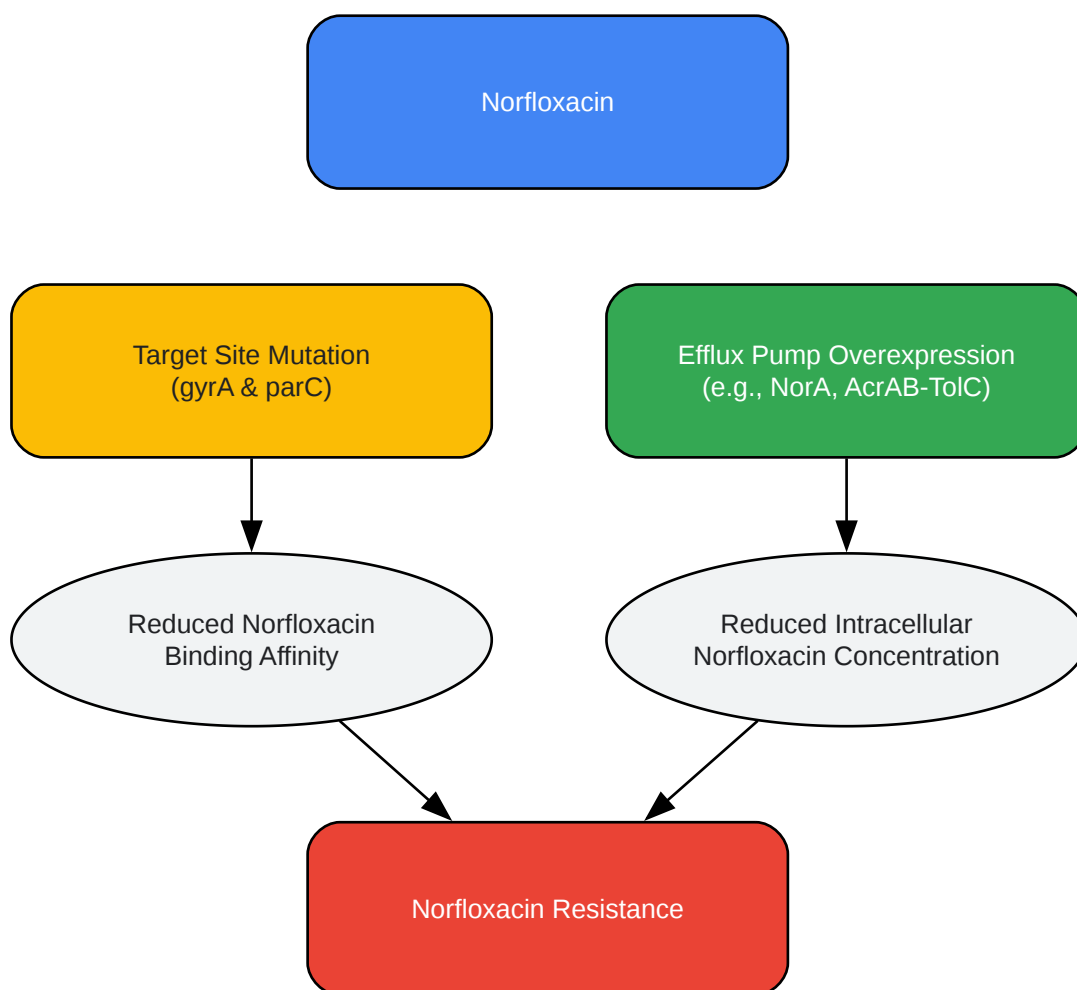 Norfloxacin
Target Site Mutation
(gyrA & parC)
Efflux Pump Overexpression
(e.g., NorA, AcrAB-TolC)
Reduced Norfloxacin
Binding Affinity
Reduced Intracellular
Norfloxacin Concentration
Norfloxacin Resistance